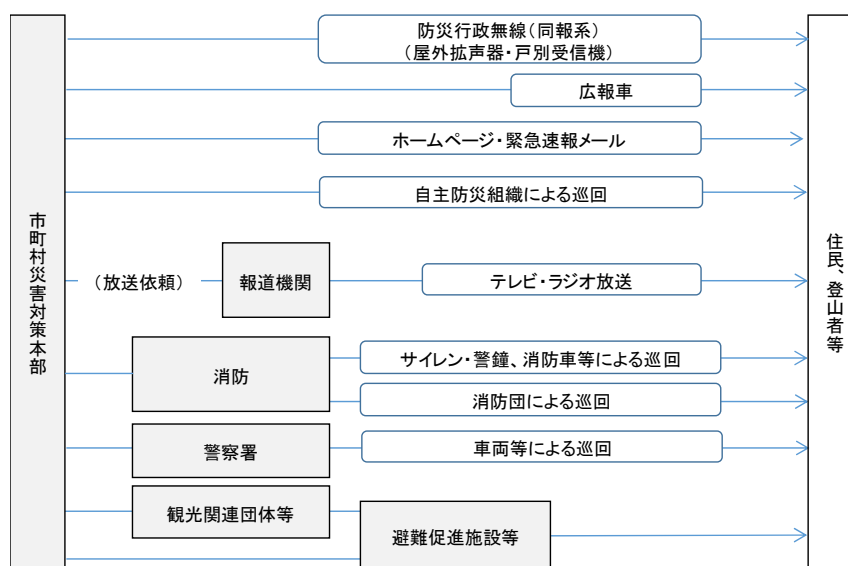 防災行政無線(同報系)
(屋外拡声器・戸別受信機)
広報車
ホームページ・緊急速報メール
自主防災組織による巡回
市町村災害対策本部
(放送依頼)
報道機関
テレビ・ラジオ放送
住民、登山者等
消防
サイレン・警鐘、消防車等による巡回
消防団による巡回
警察署
車両等による巡回
観光関連団体等
避難促進施設等